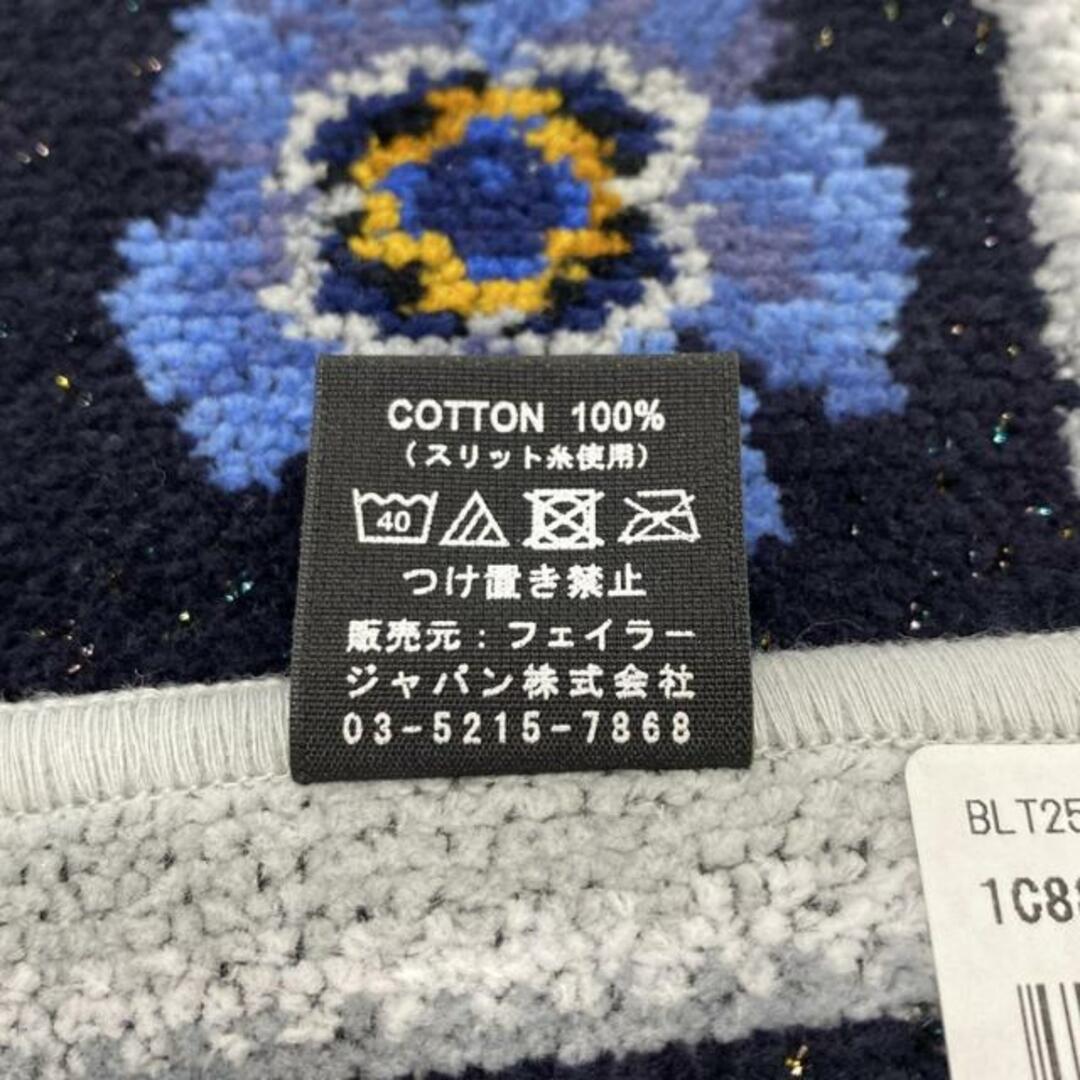 COTTON 100%
(スリット糸使用)
40
つけ置き禁止
販売元：フェイラー
ジャパン株式会社
03-5215-7868
BLT25
1C88